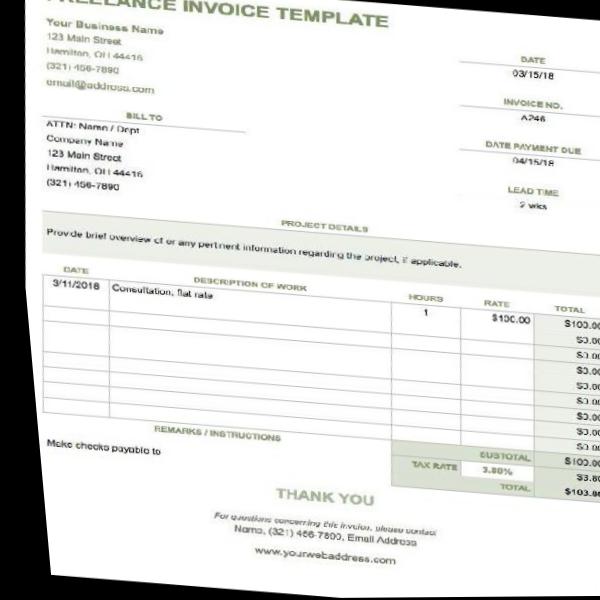 FREELANCE INVOICE TEMPLATE
Your Business Name
123 Main Street
Hamilton, OH 44416
(321) 456-7890
email@address.com
DATE
03/15/18
INVOICE NO.
A246
DATE PAYMENT DUE
04/15/18
LEAD TIME
2 wks
BILL TO
ATTN: Name / Dept
Company Name
123 Main Street
Hamilton, OH 44416
(321) 456-7890
PROJECT DETAILS
Provide brief overview of or any pertinent information regarding the project, if applicable.
DATE DESCRIPTION OF WORK HOURS RATE TOTAL
3/11/2018 Consultation, flat rate 1 $100.00 $100.00
$0.00
$0.00
$0.00
$0.00
$0.00
$0.00
$0.00
$0.00
REMARKS / INSTRUCTIONS
Make checks payable to
SUBTOTAL $100.00
TAX RATE 3.80% $3.80
TOTAL $103.80
THANK YOU
For questions concerning this invoice, please contact
Name, (321) 456-7890, Email Address
www.yourwebaddress.com